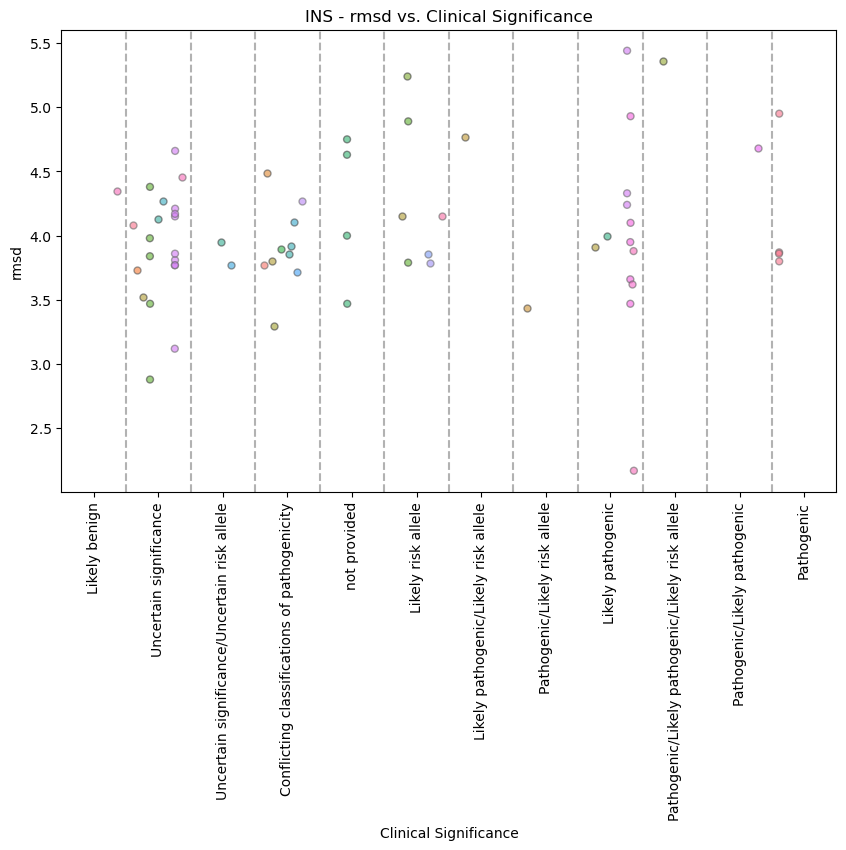 INS - rmsd vs. Clinical Significance
rmsd
5.5
5.0
4.5
4.0
3.5
3.0
2.5
Likely benign
Uncertain significance
Uncertain significance/Uncertain risk allele
Conflicting classifications of pathogenicity
not provided
Likely risk allele
Likely pathogenic/Likely risk allele
Pathogenic/Likely risk allele
Likely pathogenic
Pathogenic/Likely pathogenic/Likely risk allele
Pathogenic/Likely pathogenic
Pathogenic
Clinical Significance